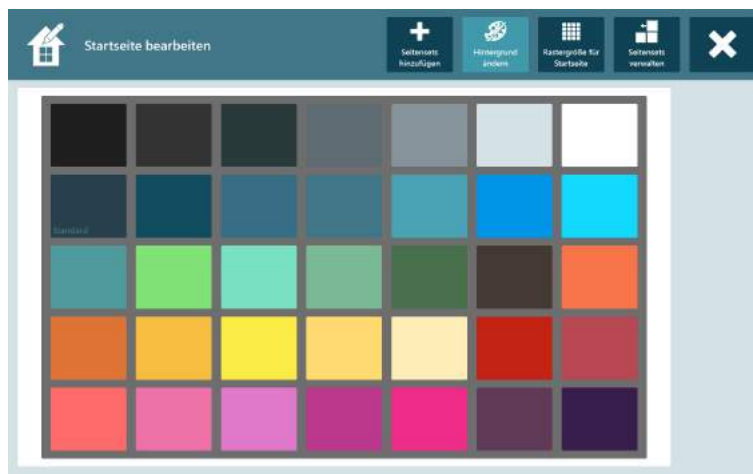 Startseite bearbeiten
Seitensets
hinzufügen
Hintergrund
ändern
Rastergröße für
Startseite
Seitensets
verwalten
Standard